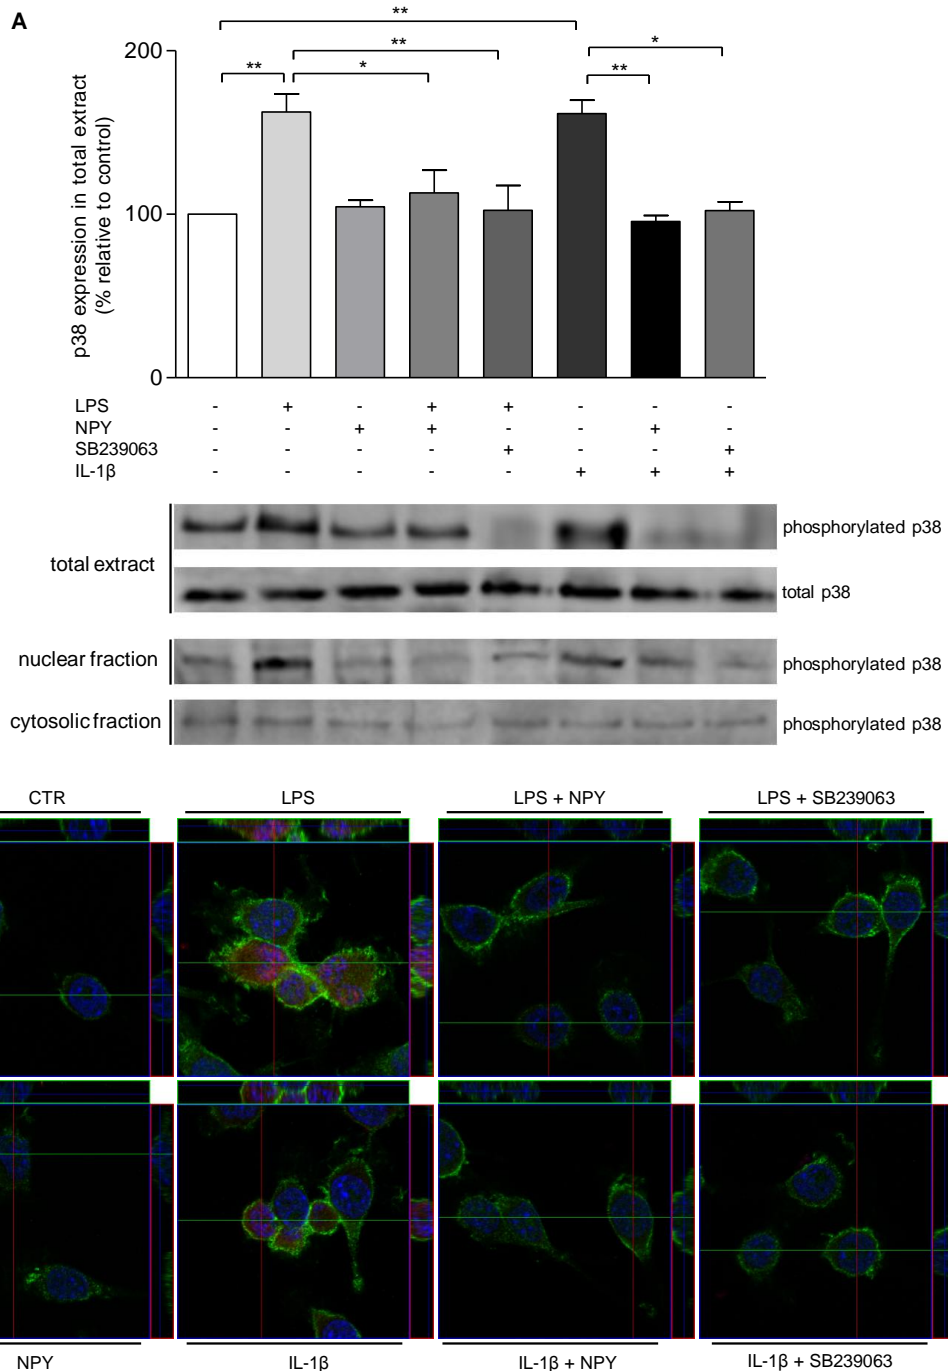 A
**
**
*
**
*
**
200
100
0
p38 expression in total extract
(% relative to control)
LPS - + - + + - - -
NPY - - + + - - + -
SB239063 - - - - + - - +
IL-1β - - - - - + + +
total extract
phosphorylated p38
total p38
nuclear fraction
phosphorylated p38
cytosolic fraction
phosphorylated p38
CTR
LPS
LPS + NPY
LPS + SB239063
NPY
IL-1β
IL-1β + NPY
IL-1β + SB239063